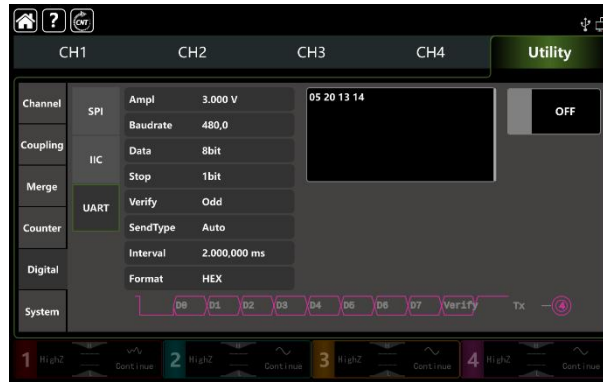 ? CNT
CH1 CH2 CH3 CH4 Utility
Channel
Coupling
Merge
Counter
Digital
System
SPI
IIC
UART
Ampl 3.000 V
Baudrate 480,0
Data 8bit
Stop 1bit
Verify Odd
SendType Auto
Interval 2.000,000 ms
Format HEX
05 20 13 14
OFF
D0 D1 D2 D3 D4 D5 D6 D7 Verify Tx 4
1 HighZ Continue 2 HighZ Continue 3 HighZ Continue 4 HighZ Continue